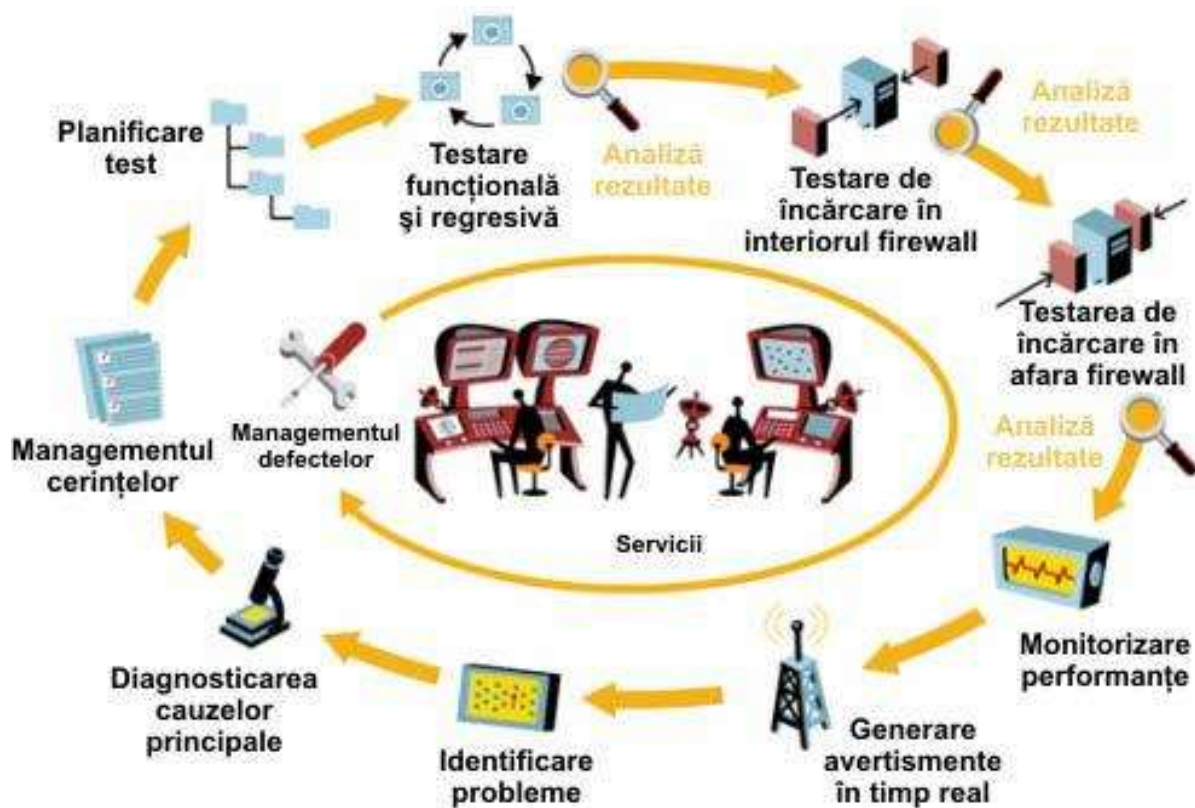 Planificare
test
Testare
funcțională
şi regresivă
Analiză
rezultate
Testare de
încărcare în
interiorul firewall
Analiză
rezultate
Testarea de
încărcare în
afara firewall
Analiză
rezultate
Monitorizare
performanțe
Generare
avertismente
în timp real
Identificare
probleme
Diagnosticarea
cauzelor
principale
Managementul
cerințelor
Managementul
defectelor
Servicii